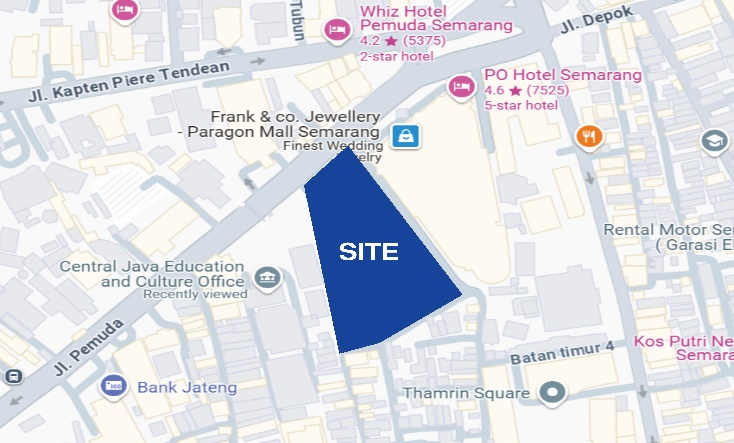 Whiz Hotel
Pemuda Semarang
4.2 ★ (5375)
2-star hotel
Jl. Depok
Tubun
Jl. Kapten Piere Tendean
PO Hotel Semarang
4.6 ★ (7525)
5-star hotel
Frank & co. Jewellery
- Paragon Mall Semarang
Finest Wedding
elry
SITE
Rental Motor Se
( Garasi E
Central Java Education
and Culture Office
Recently viewed
Jl. Pemuda
Batan timur 4
Kos Putri Ne
Semara
Bank Jateng
Thamrin Square